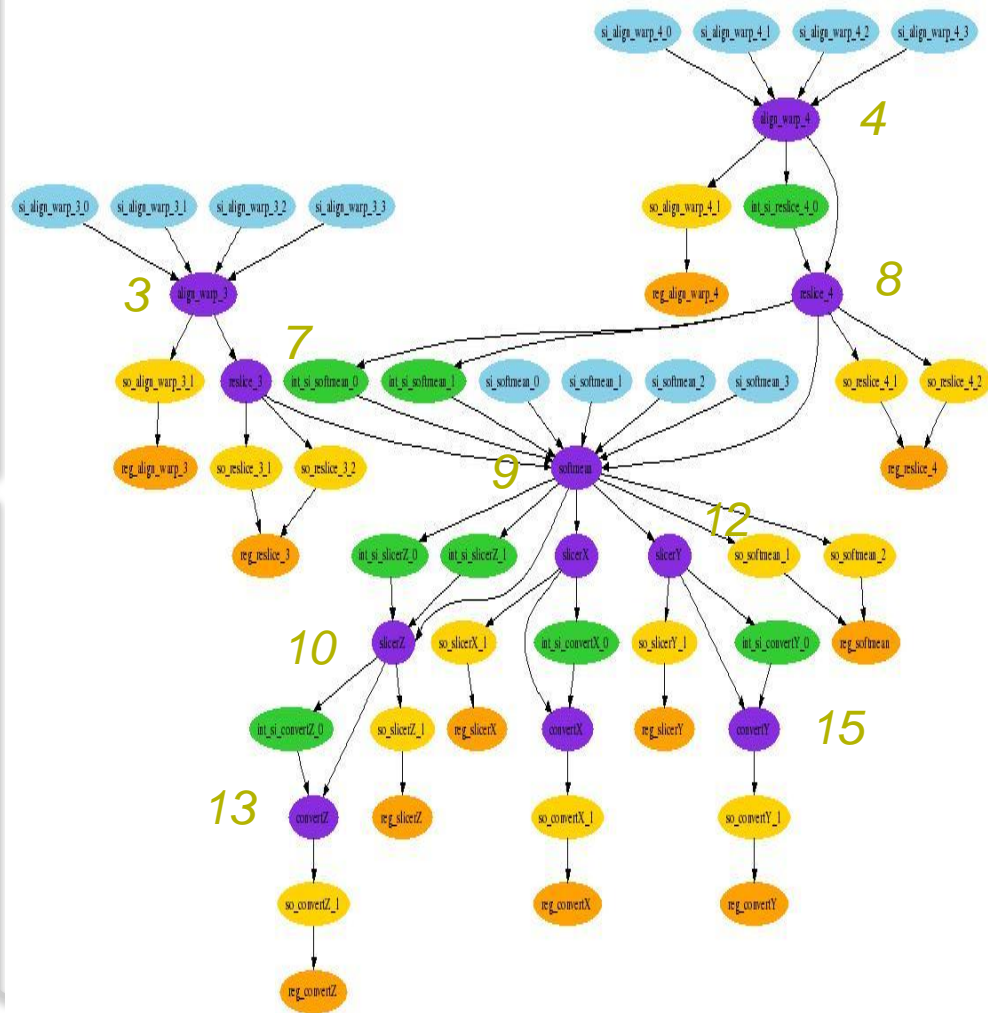 si_align_warp_4_0 si_align_warp_4_1 si_align_warp_4_2 si_align_warp_4_3
align_warp_4 4
si_align_warp_3_0 si_align_warp_3_1 si_align_warp_3_2 si_align_warp_3_3 so_align_warp_4_1 int_si_reslice_4_0
3 align_warp_3 reg_align_warp_4 reslice_4 8
7
so_align_warp_3_1 reslice_3 int_si_softmean_0 int_si_softmean_1 si_softmean_0 si_softmean_1 si_softmean_2 si_softmean_3 so_reslice_4_1 so_reslice_4_2
reg_align_warp_3 so_reslice_3_1 so_reslice_3_2 9 softmean reg_reslice_4
12
reg_reslice_3 int_si_slicerZ_0 int_si_slicerZ_1 slicerX slicerY so_softmean_1 so_softmean_2
10 slicerZ so_slicerX_1 int_si_convertX_0 so_slicerY_1 int_si_convertY_0 reg_softmean
int_si_convertZ_0 so_slicerZ_1 reg_slicerX convertX reg_slicerY convertY 15
13 convertZ reg_slicerZ so_convertX_1 so_convertY_1
so_convertZ_1 reg_convertX reg_convertY
reg_convertZ